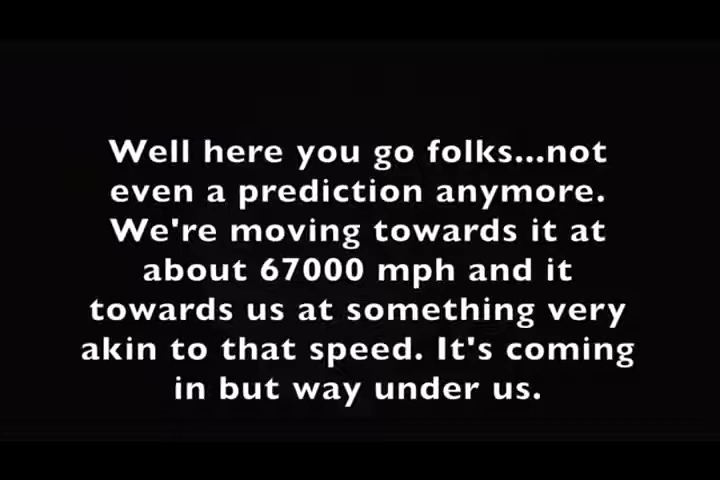 Well here you go folks...not
even a prediction anymore.
We're moving towards it at
about 67000 mph and it
towards us at something very
akin to that speed. It's coming
in but way under us.